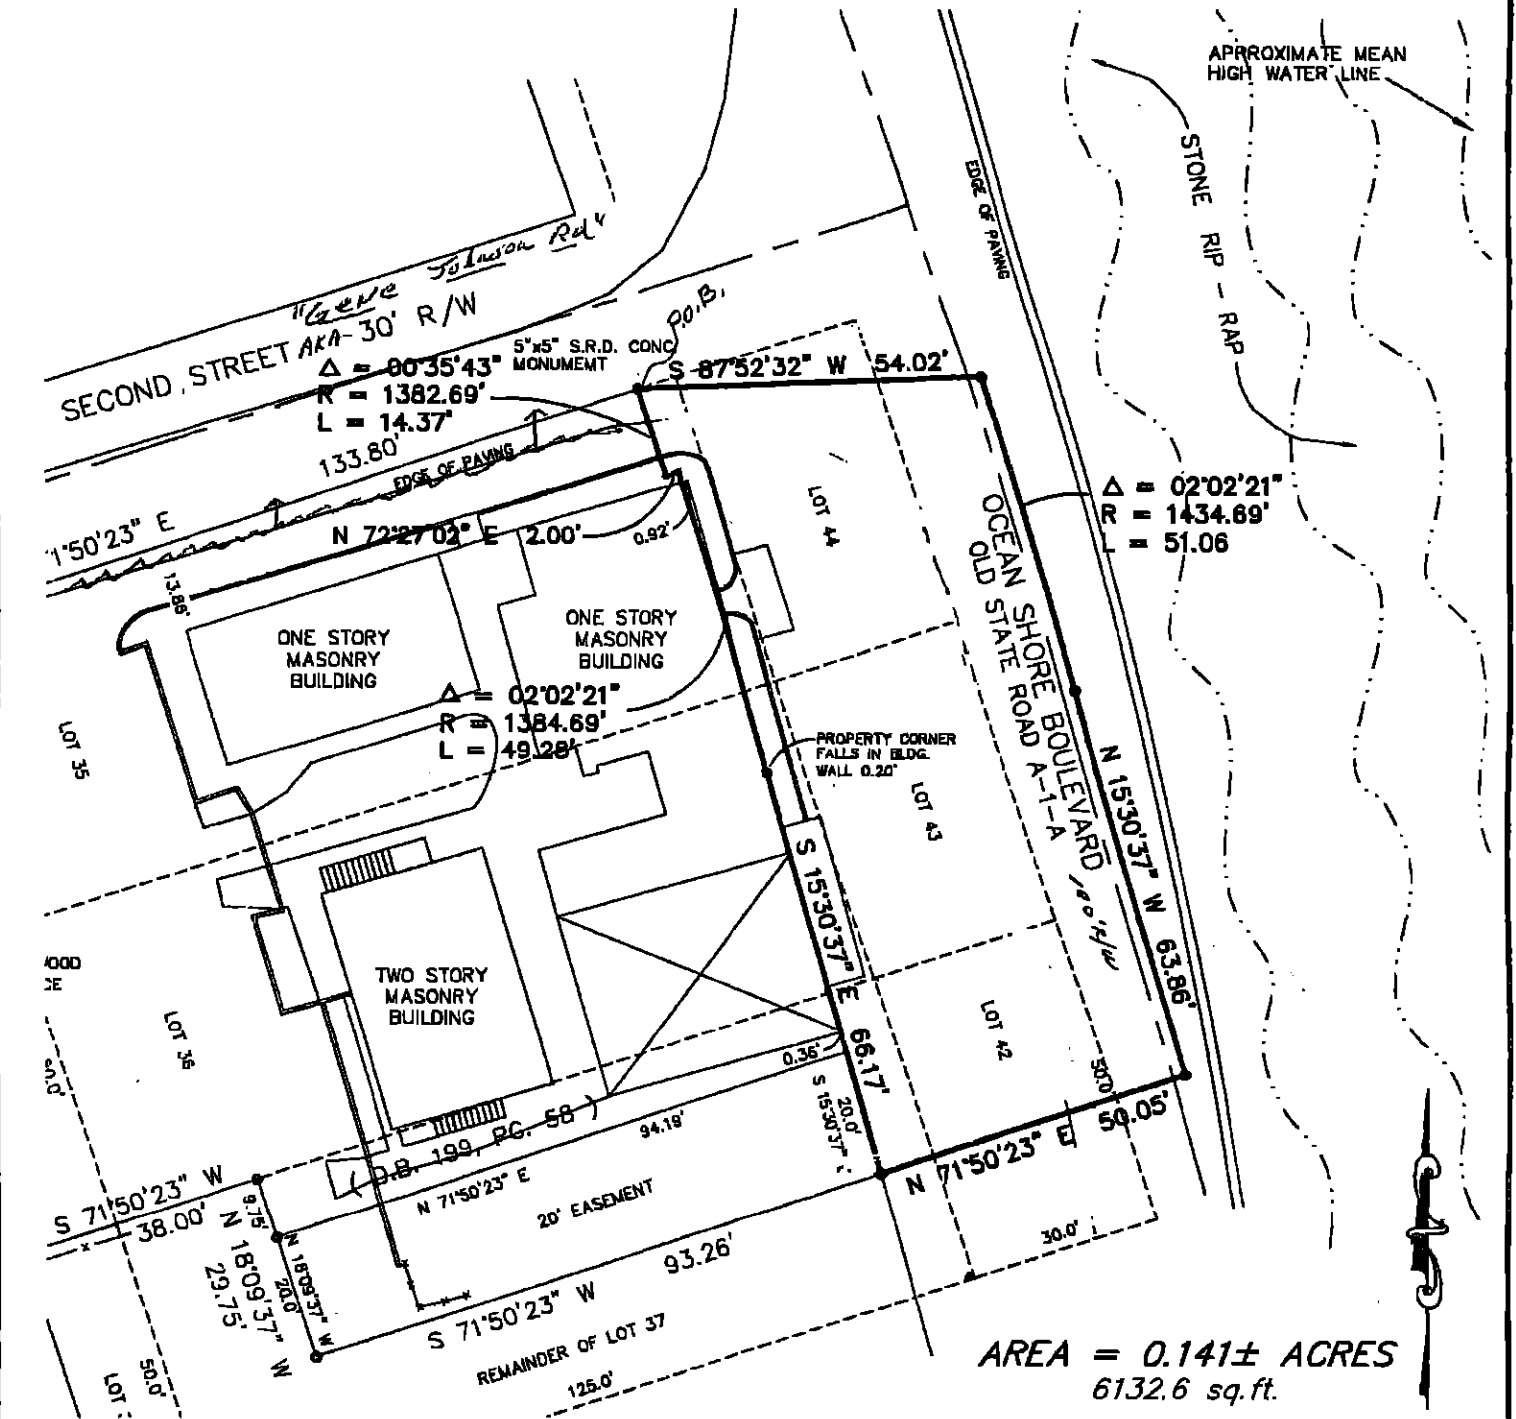 APPROXIMATE MEAN
HIGH WATER LINE
STONE RIP - RAP
EDGE OF PAVING
"Gene Johnson Rd"
SECOND STREET AKA- 30' R/W
P.O.B.
5"x5" S.R.D. CONC
MONUMEMT
Δ = 00°35'43"
R = 1382.69'
L = 14.37'
S 87°52'32" W 54.02'
133.80'
EDGE OF PAVING
1°50'23" E
N 72°27'02" E 2.00'
0.92'
13.86'
LOT 44
Δ = 02°02'21"
R = 1434.69'
L = 51.06
OCEAN SHORE BOULEVARD
OLD STATE ROAD A-1-A
100' R/W
ONE STORY
MASONRY
BUILDING
ONE STORY
MASONRY
BUILDING
Δ = 02°02'21"
R = 1384.69'
L = 49.28'
LOT 35
PROPERTY CORNER
FALLS IN BLDG.
WALL 0.20'
LOT 43
N 15°30'37" W 63.86'
S 15°30'37" E 66.17'
TWO STORY
MASONRY
BUILDING
LOT 36
LOT 42
50.0'
0.36'
20.0'
S 15°30'37" E
N 71°50'23" E 50.05'
(D.B. 199, PG. 58)
94.19'
N 71°50'23" E
20' EASEMENT
S 71°50'23" W
38.00'
9.75'
N 18°09'37" W
29.75'
N 18°09'37" W
20.0'
S 71°50'23" W 93.26'
30.0'
REMAINDER OF LOT 37
125.0'
50.0'
LOT
AREA = 0.141± ACRES
6132.6 sq.ft.